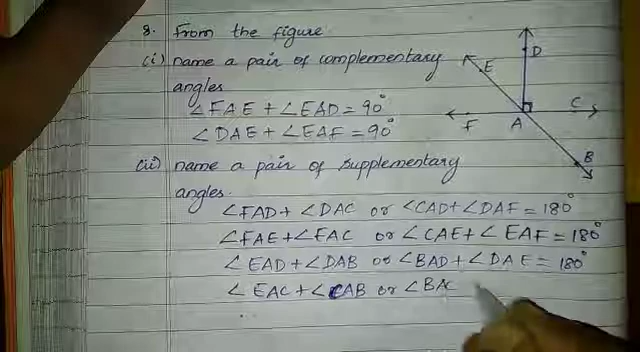 8. From the figure
(i) name a pair of complementary
angles
∠FAE + ∠EAD = 90°
∠DAE + ∠EAF = 90°
(ii) name a pair of supplementary
angles.
∠FAD + ∠DAC or ∠CAD + ∠DAF = 180°
∠FAE + ∠EAC or ∠CAE + ∠EAF = 180°
∠EAD + ∠DAB or ∠BAD + ∠DAE = 180°
∠EAC + ∠CAB or ∠BAC
D
E
C
F
A
B